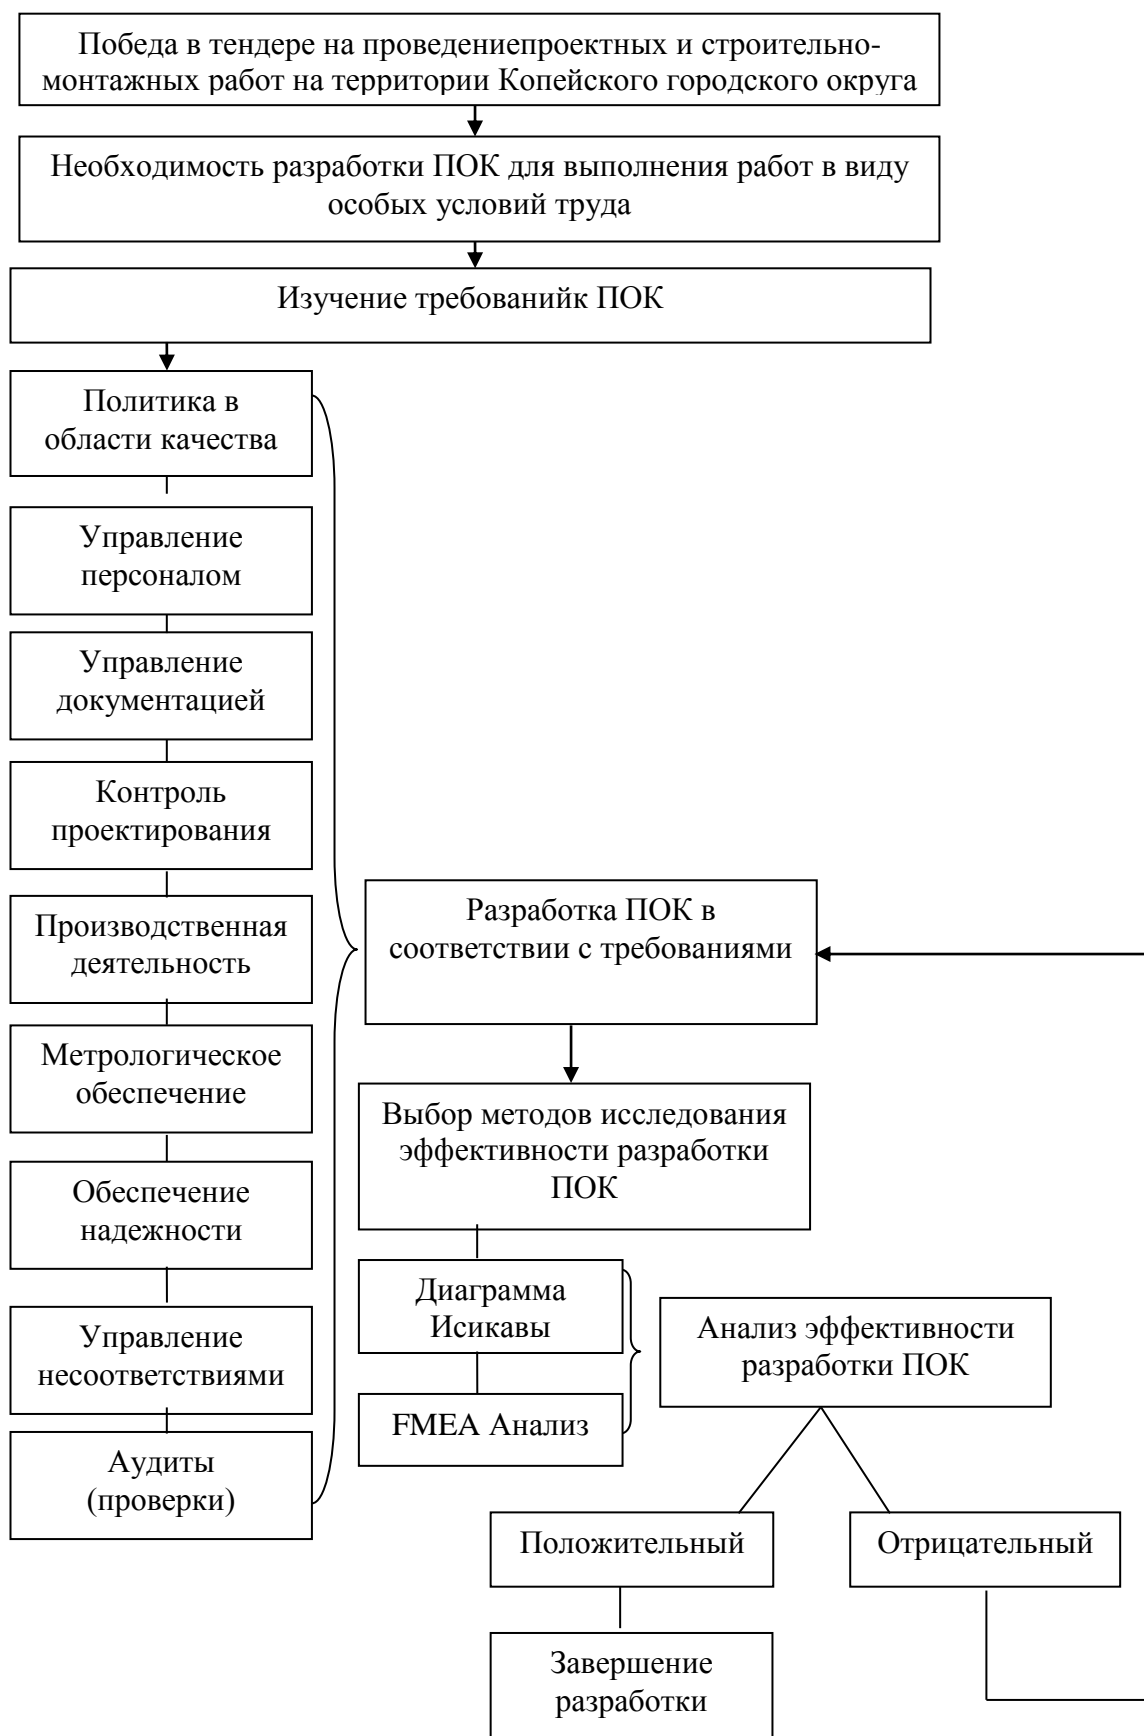 Победа в тендере на проведениепроектных и строительно-
монтажных работ на территории Копейского городского округа
Необходимость разработки ПОК для выполнения работ в виду
особых условий труда
Изучение требованийк ПОК
Политика в
области качества
Управление
персоналом
Управление
документацией
Контроль
проектирования
Производственная
деятельность
Метрологическое
обеспечение
Обеспечение
надежности
Управление
несоответствиями
Аудиты
(проверки)
Разработка ПОК в
соответствии с требованиями
Выбор методов исследования
эффективности разработки
ПОК
Диаграмма
Исикавы
FMEA Анализ
Анализ эффективности
разработки ПОК
Положительный
Отрицательный
Завершение
разработки